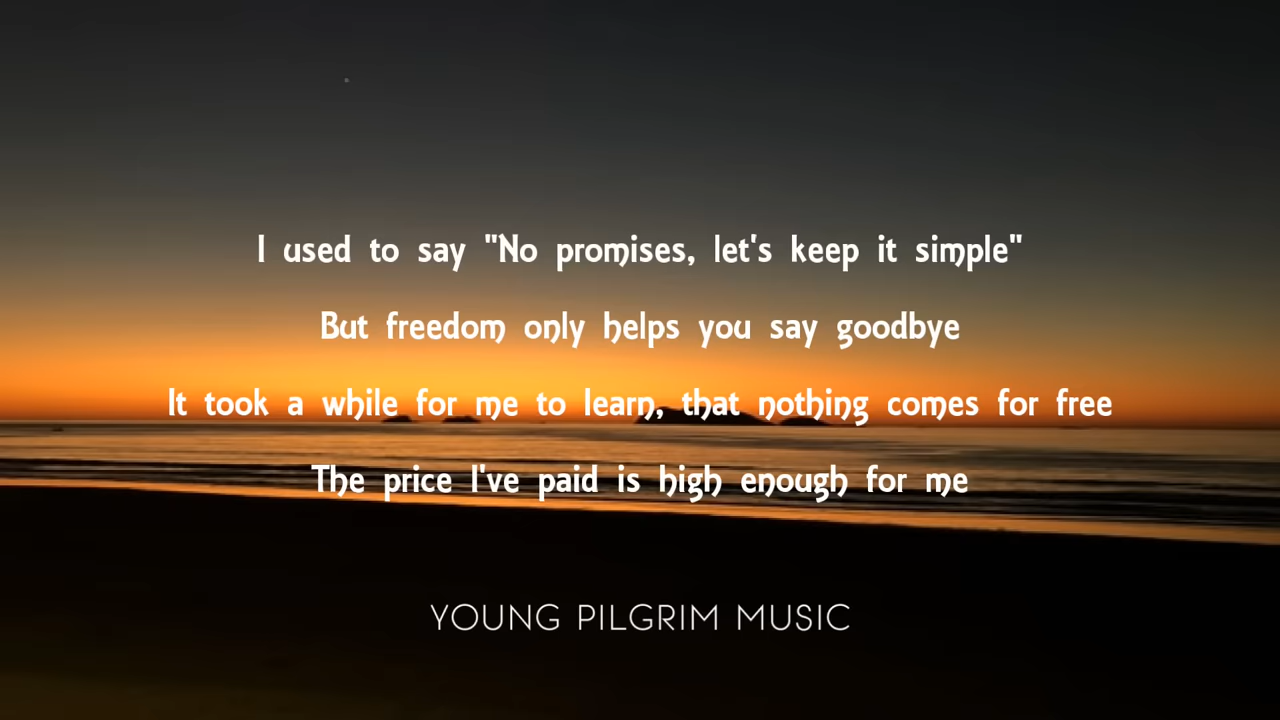 I used to say "No promises, let's keep it simple"
But freedom only helps you say goodbye
It took a while for me to learn, that nothing comes for free
The price I've paid is high enough for me
YOUNG PILGRIM MUSIC